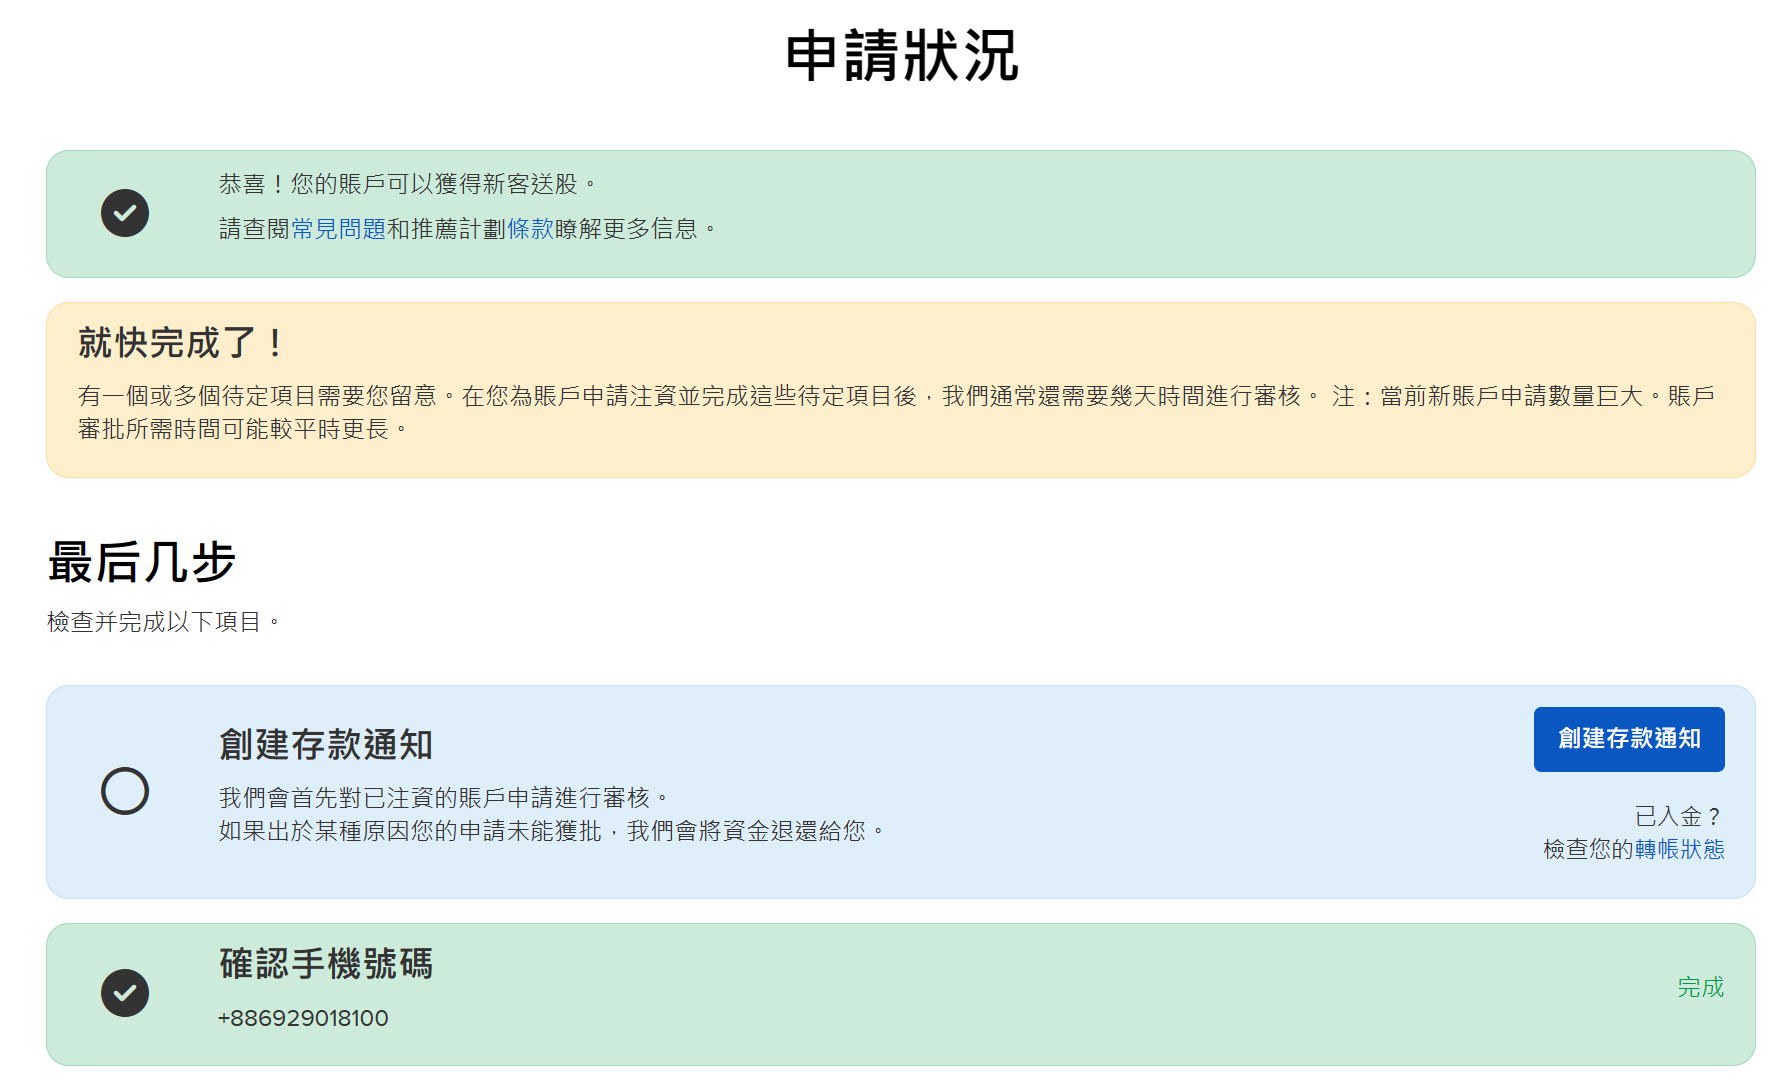 申請狀況
恭喜！您的賬戶可以獲得新客送股。
請查閱常見問題和推薦計劃條款瞭解更多信息。
就快完成了！
有一個或多個待定項目需要您留意。在您為賬戶申請注資並完成這些待定項目後，我們通常還需要幾天時間進行審核。 注：當前新賬戶申請數量巨大。賬戶
審批所需時間可能較平時更長。
最后几步
檢查并完成以下項目。
創建存款通知
我們會首先對已注資的賬戶申請進行審核。
如果出於某種原因您的申請未能獲批，我們會將資金退還給您。
創建存款通知
已入金？
檢查您的轉帳狀態
確認手機號碼
+886929018100
完成